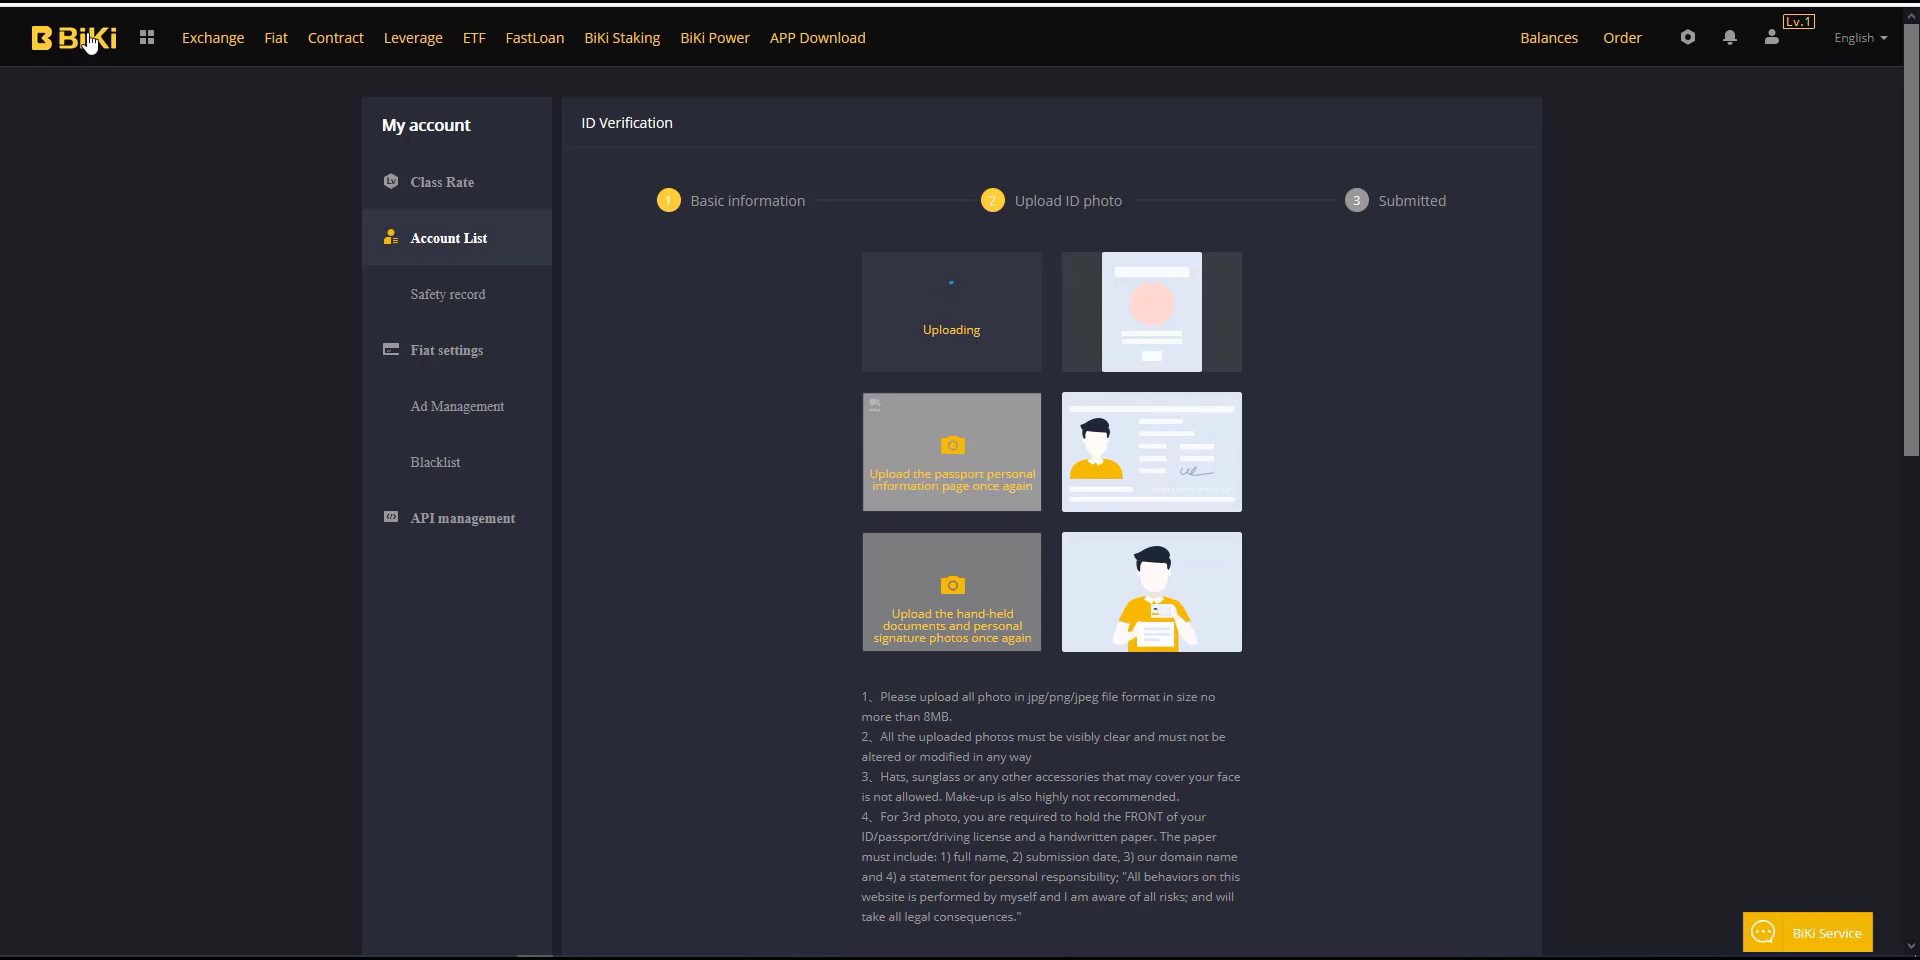 BiKi
Exchange
Fiat
Contract
Leverage
ETF
FastLoan
BiKi Staking
BiKi Power
APP Download
Balances
Order
Lv.1
English
My account
Lv
Class Rate
Account List
Safety record
Fiat settings
Ad Management
Blacklist
API management
ID Verification
1
Basic information
2
Upload ID photo
3
Submitted
Uploading
Upload the passport personal
information page once again
Upload the hand-held
documents and personal
signature photos once again
1、Please upload all photo in jpg/png/jpeg file format in size no
more than 8MB.
2、All the uploaded photos must be visibly clear and must not be
altered or modified in any way
3、Hats, sunglass or any other accessories that may cover your face
is not allowed. Make-up is also highly not recommended.
4、For 3rd photo, you are required to hold the FRONT of your
ID/passport/driving license and a handwritten paper. The paper
must include: 1) full name, 2) submission date, 3) our domain name
and 4) a statement for personal responsibility; "All behaviors on this
website is performed by myself and I am aware of all risks; and will
take all legal consequences."
BiKi Service